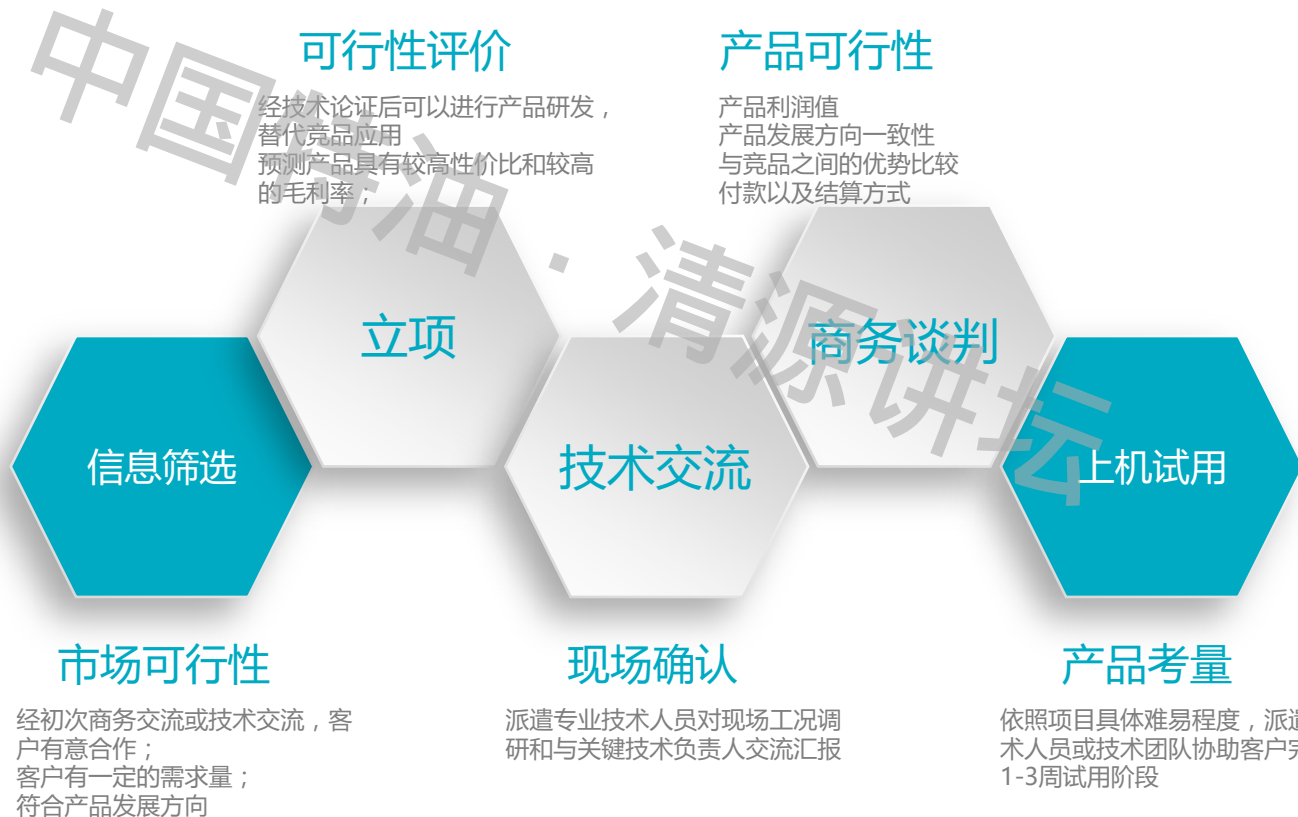 中国特油·清源讲坛
可行性评价
经技术论证后可以进行产品研发，
替代竞品应用
预测产品具有较高性价比和较高
的毛利率；
产品可行性
产品利润值
产品发展方向一致性
与竞品之间的优势比较
付款以及结算方式
信息筛选
立项
技术交流
商务谈判
上机试用
市场可行性
经初次商务交流或技术交流，客
户有意合作；
客户有一定的需求量；
符合产品发展方向
现场确认
派遣专业技术人员对现场工况调
研和与关键技术负责人交流汇报
产品考量
依照项目具体难易程度，派遣
术人员或技术团队协助客户完
1-3周试用阶段